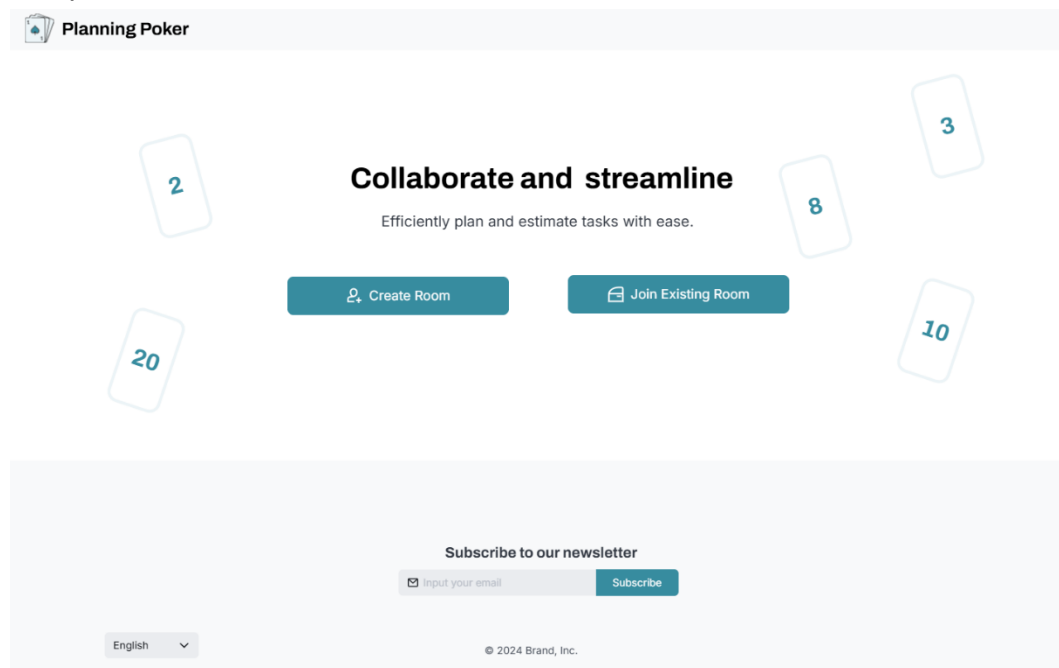 Planning Poker
3
2
Collaborate and streamline
8
Efficiently plan and estimate tasks with ease.
Create Room
Join Existing Room
10
20
Subscribe to our newsletter
Input your email
Subscribe
English
© 2024 Brand, Inc.